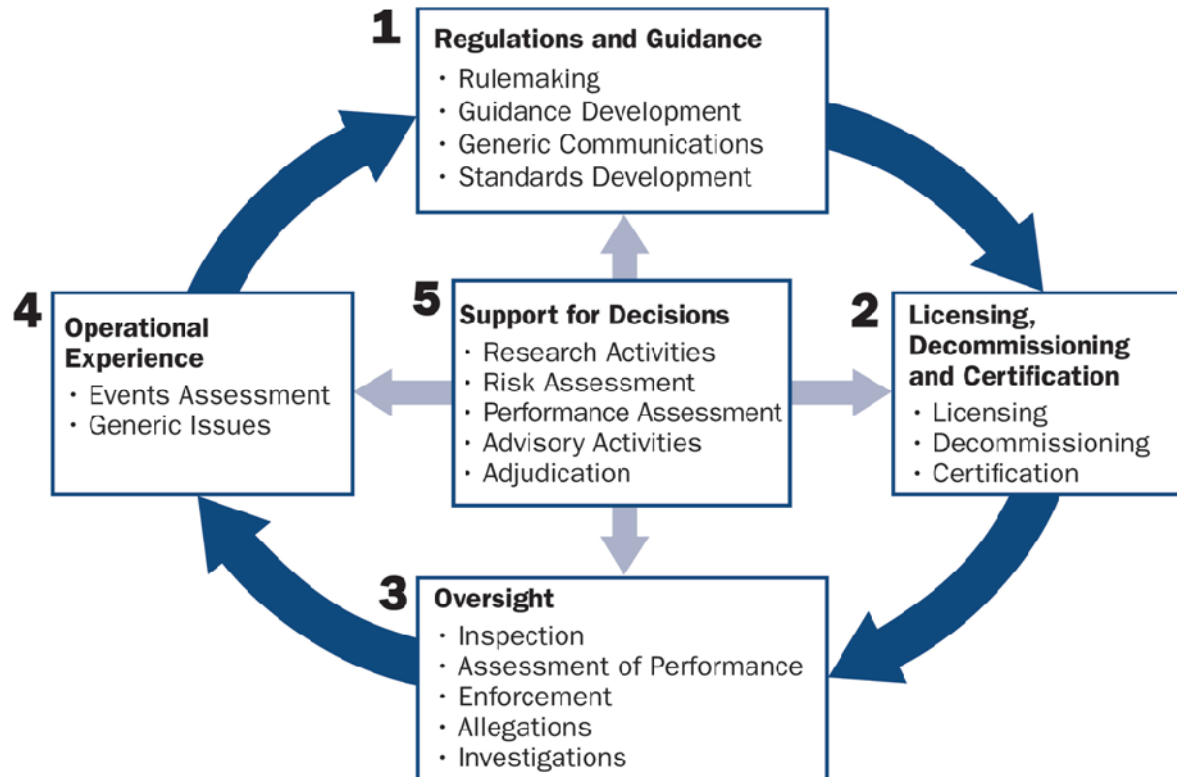 1 Regulations and Guidance
· Rulemaking
· Guidance Development
· Generic Communications
· Standards Development
2 Licensing,
Decommissioning
and Certification
· Licensing
· Decommissioning
· Certification
3 Oversight
· Inspection
· Assessment of Performance
· Enforcement
· Allegations
· Investigations
4 Operational
Experience
· Events Assessment
· Generic Issues
5 Support for Decisions
· Research Activities
· Risk Assessment
· Performance Assessment
· Advisory Activities
· Adjudication